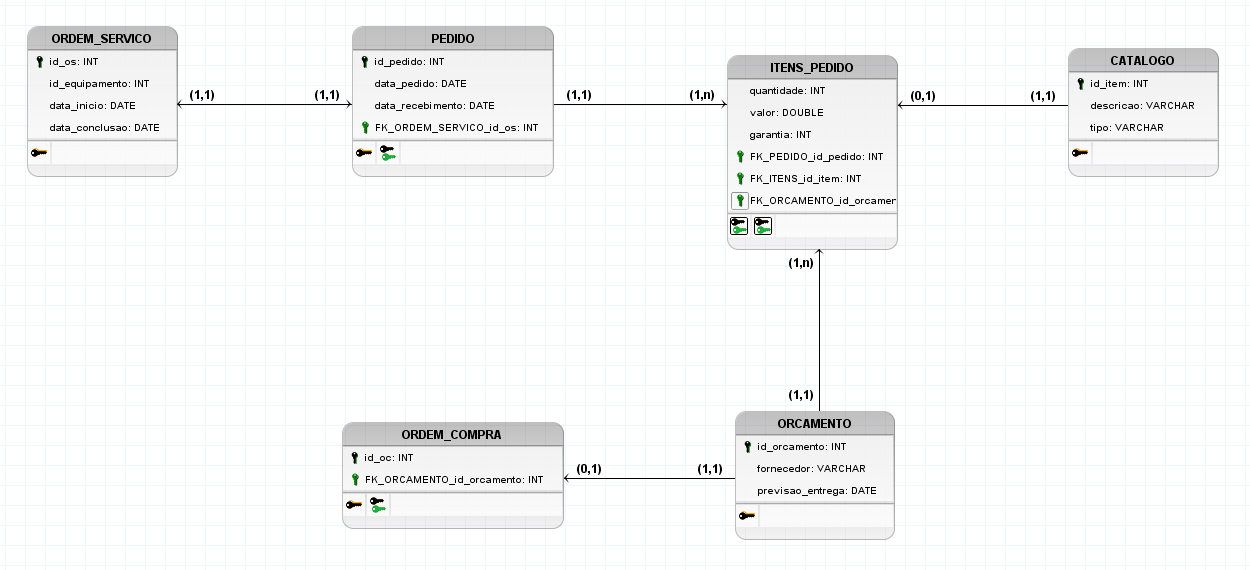 ORDEM_SERVICO
id_os: INT
id_equipamento: INT
data_inicio: DATE
data_conclusao: DATE
(1,1)
(1,1)
PEDIDO
id_pedido: INT
data_pedido: DATE
data_recebimento: DATE
FK_ORDEM_SERVICO_id_os: INT
(1,1)
(1,n)
ITENS_PEDIDO
quantidade: INT
valor: DOUBLE
garantia: INT
FK_PEDIDO_id_pedido: INT
FK_ITENS_id_item: INT
FK_ORCAMENTO_id_orcamen
(0,1)
(1,1)
CATALOGO
id_item: INT
descricao: VARCHAR
tipo: VARCHAR
(1,n)
(1,1)
ORDEM_COMPRA
id_oc: INT
FK_ORCAMENTO_id_orcamento: INT
(0,1)
(1,1)
ORCAMENTO
id_orcamento: INT
fornecedor: VARCHAR
previsao_entrega: DATE